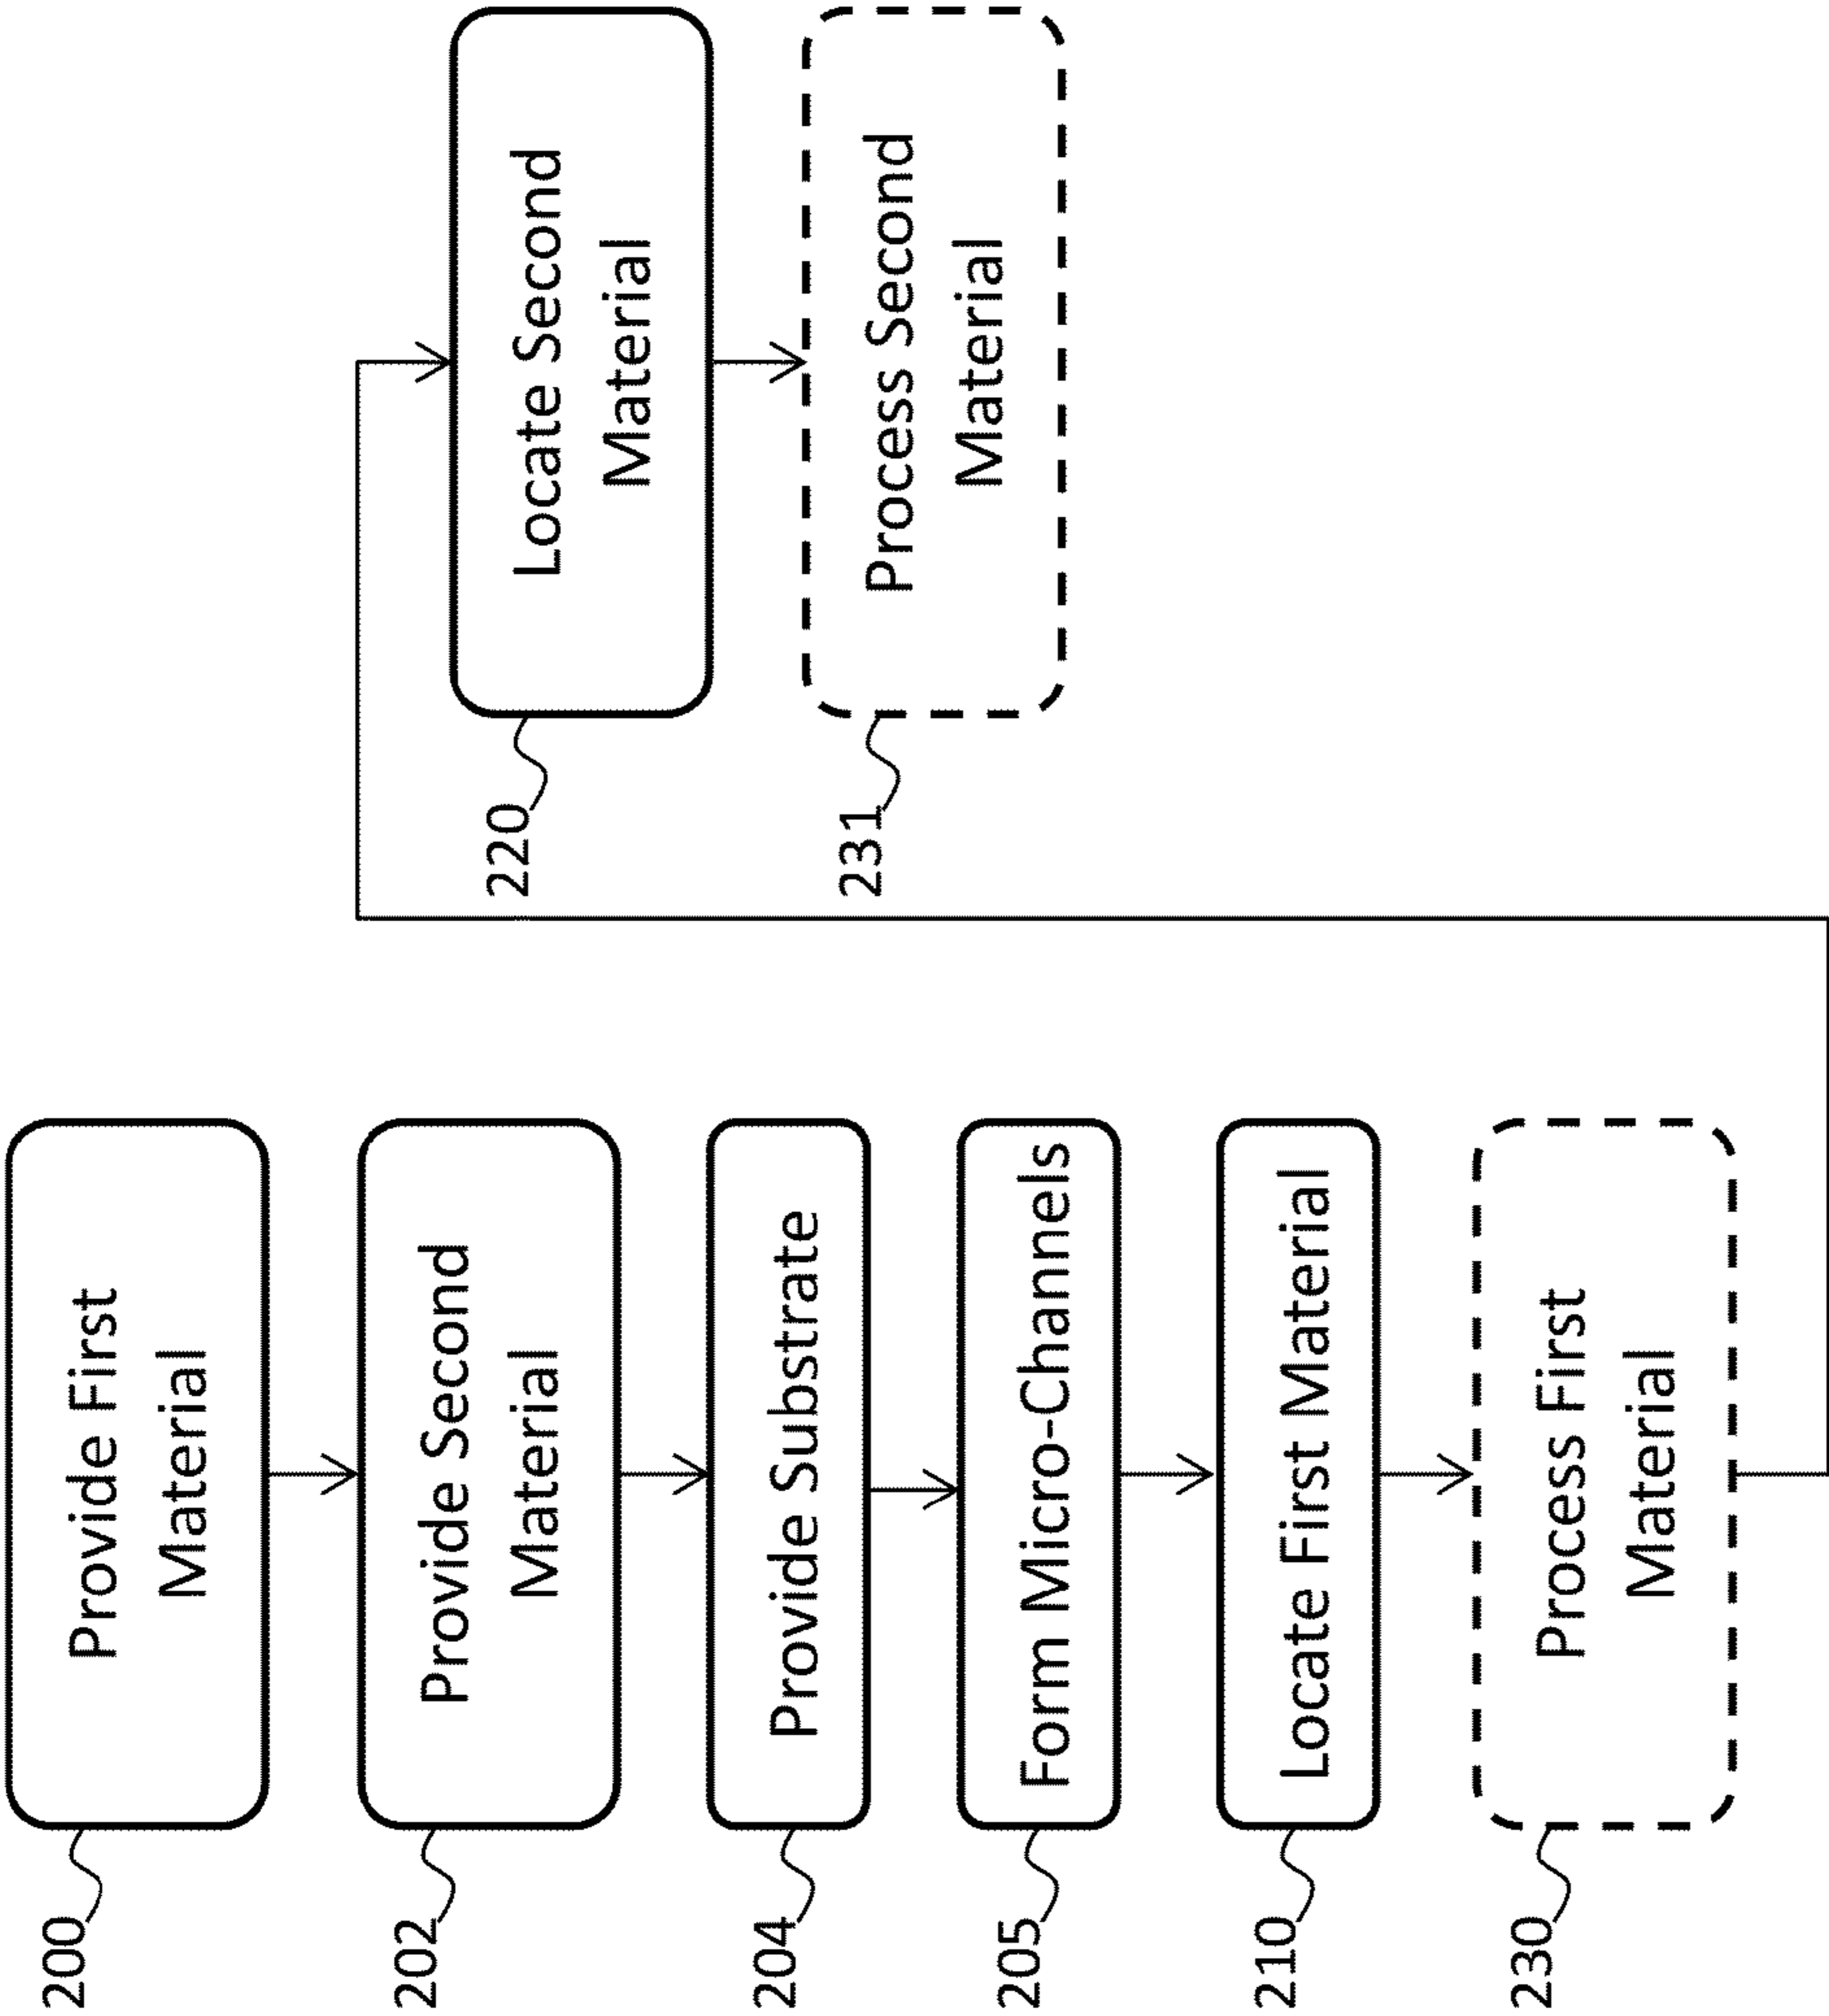 200
Provide First
Material
202
Provide Second
Material
204
Provide Substrate
205
Form Micro-Channels
210
Locate First Material
230
Process First
Material
220
Locate Second
Material
231
Process Second
Material